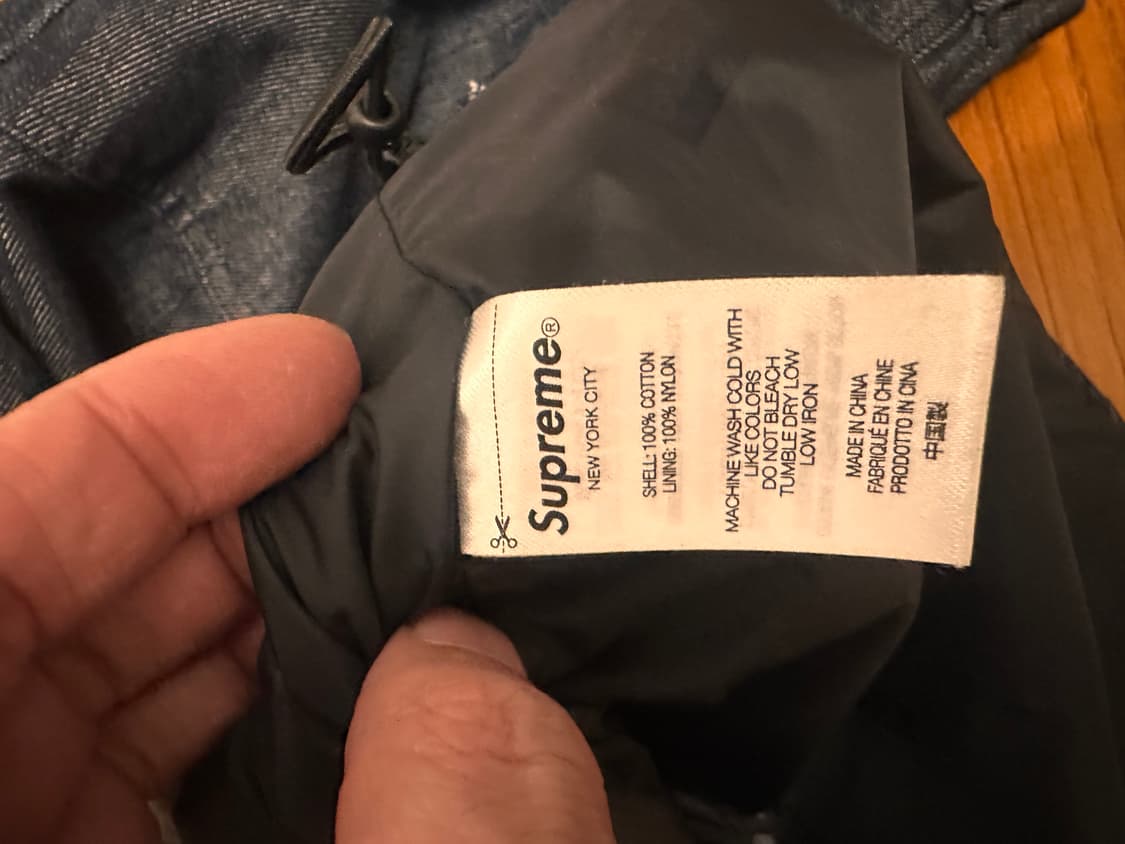 Supreme®
NEW YORK CITY
SHELL: 100% COTTON
LINING: 100% NYLON
MACHINE WASH COLD WITH
LIKE COLORS
DO NOT BLEACH
TUMBLE DRY LOW
LOW IRON
MADE IN CHINA
FABRIQUÉ EN CHINE
PRODOTTO IN CINA
中国製